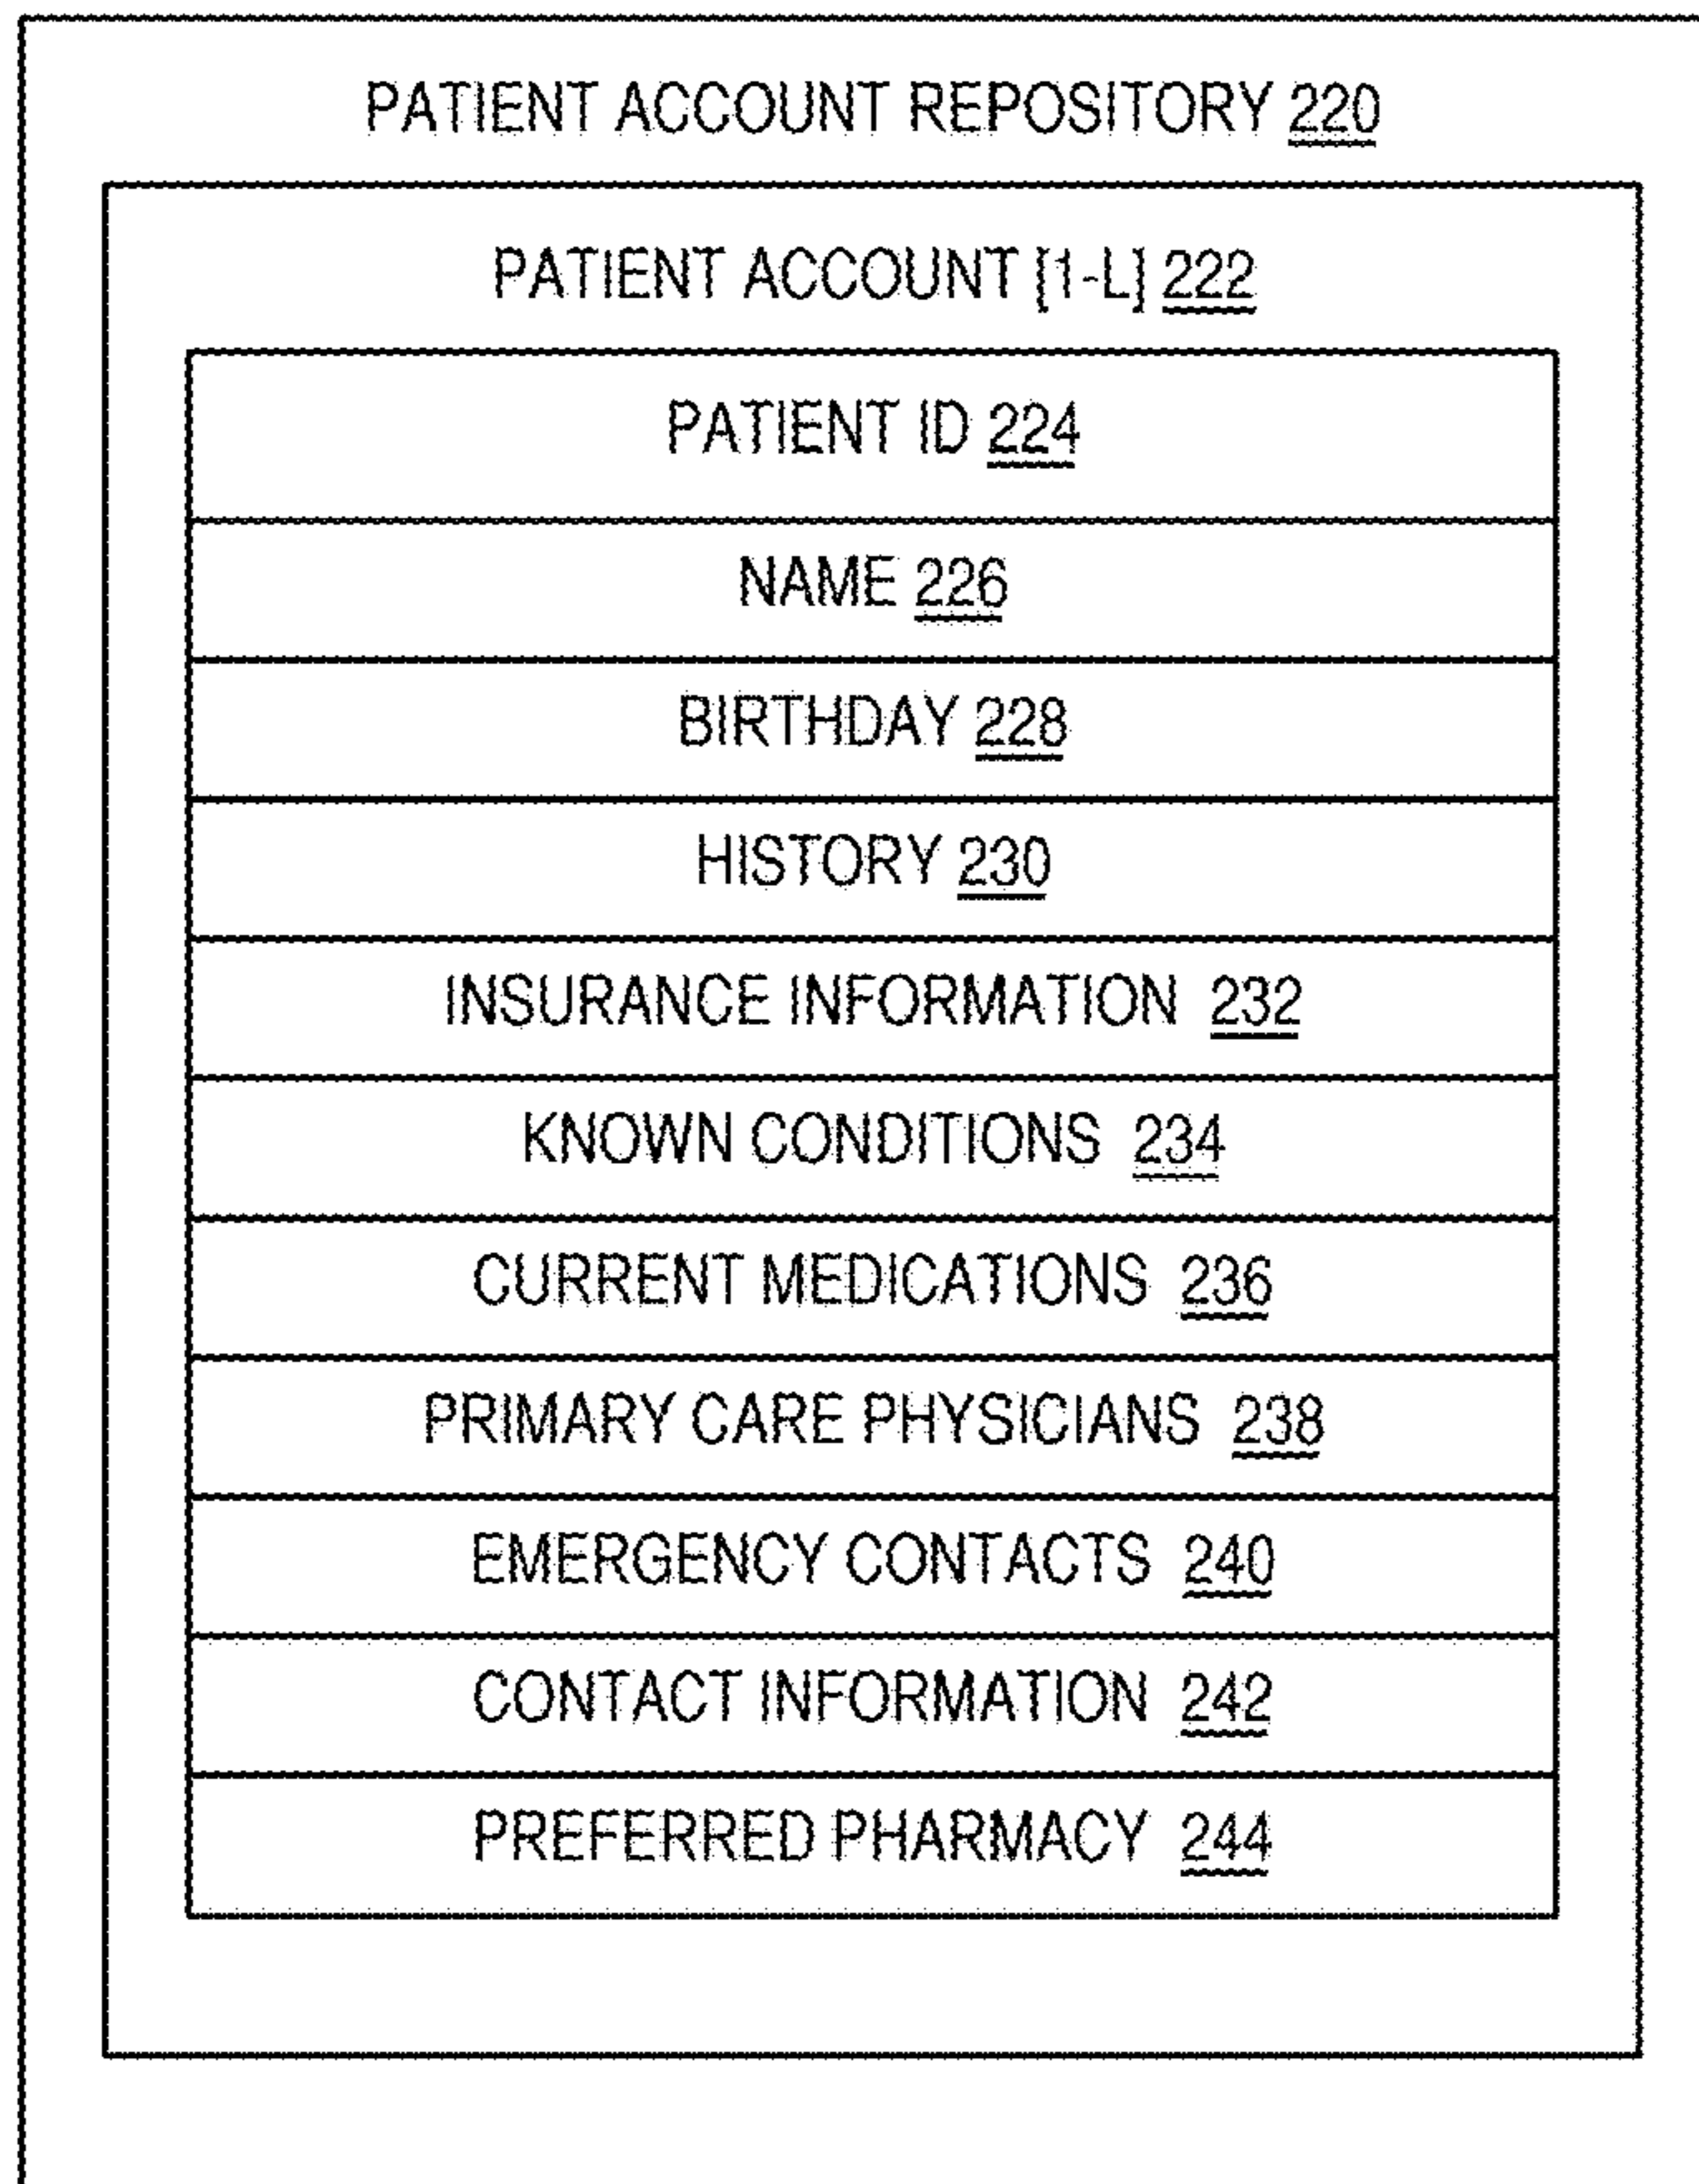 PATIENT ACCOUNT REPOSITORY 220
PATIENT ACCOUNT [1-L] 222
PATIENT ID 224
NAME 226
BIRTHDAY 228
HISTORY 230
INSURANCE INFORMATION 232
KNOWN CONDITIONS 234
CURRENT MEDICATIONS 236
PRIMARY CARE PHYSICIANS 238
EMERGENCY CONTACTS 240
CONTACT INFORMATION 242
PREFERRED PHARMACY 244